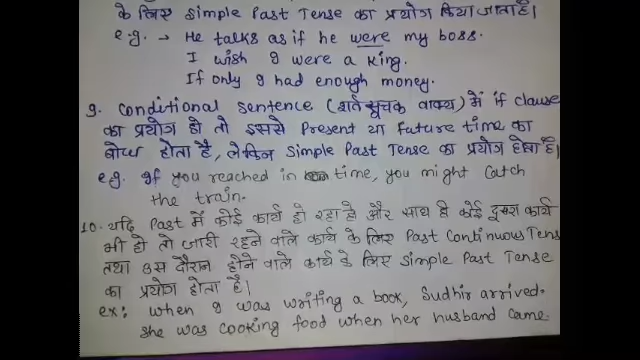 के लिए Simple Past Tense का प्रयोग किया जाता है।
e.g. → He talks as if he were my boss.
I wish I were a King.
If only I had enough money.
9. Conditional Sentence (शर्त सूचक वाक्य) में if clause
का प्रयोग हो तो इससे Present या Future time का
बोध होता है, लेकिन Simple Past Tense का प्रयोग होता है।
e.g. If you reached in time, you might catch
the train.
10. यदि Past में कोई कार्य हो रहा हो और साथ ही कोई दूसरा कार्य
भी हो तो जारी रहने वाले कार्य के लिए Past Continuous Tens
तथा उस दौरान होने वाले कार्य के लिए Simple Past Tense
का प्रयोग होता है।
ex: When I was writing a book, Sudhir arrived.
She was cooking food when her husband came.